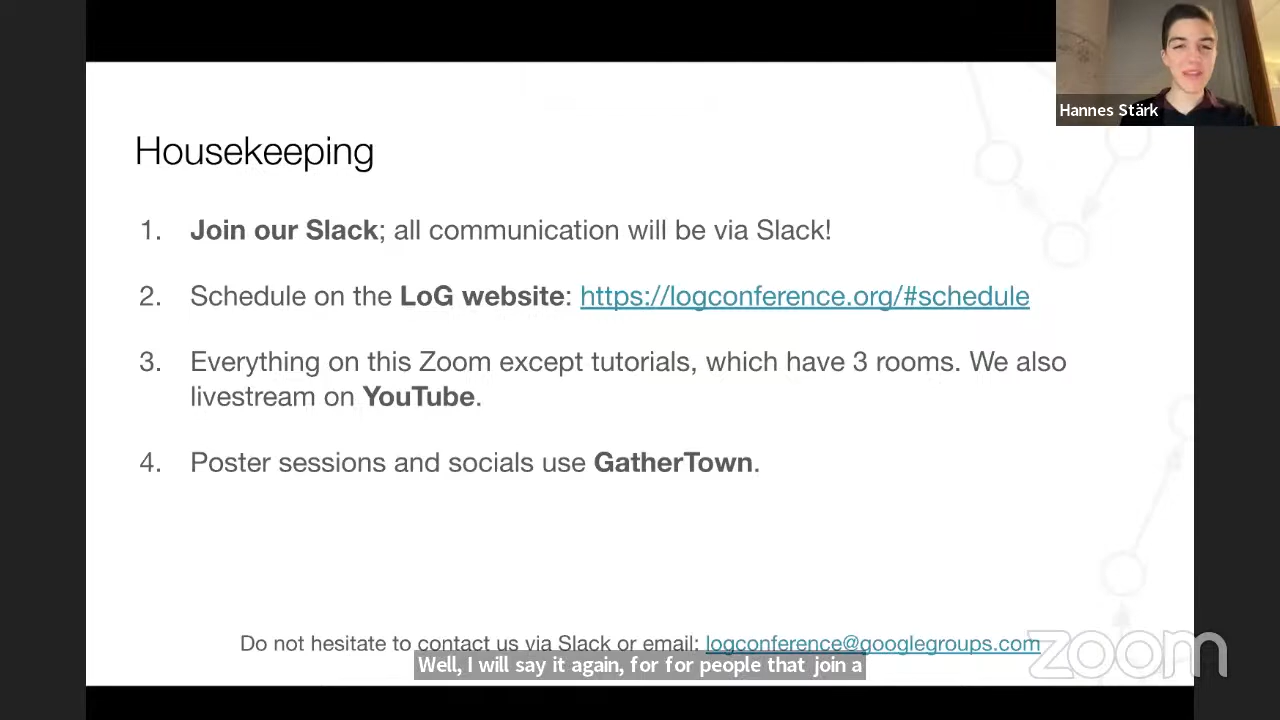 Hannes Stärk
Housekeeping
1. Join our Slack; all communication will be via Slack!
2. Schedule on the LoG website: https://logconference.org/#schedule
3. Everything on this Zoom except tutorials, which have 3 rooms. We also
livestream on YouTube.
4. Poster sessions and socials use GatherTown.
Do not hesitate to contact us via Slack or email: logconference@googlegroups.com
Well, I will say it again, for for people that join a
zoom